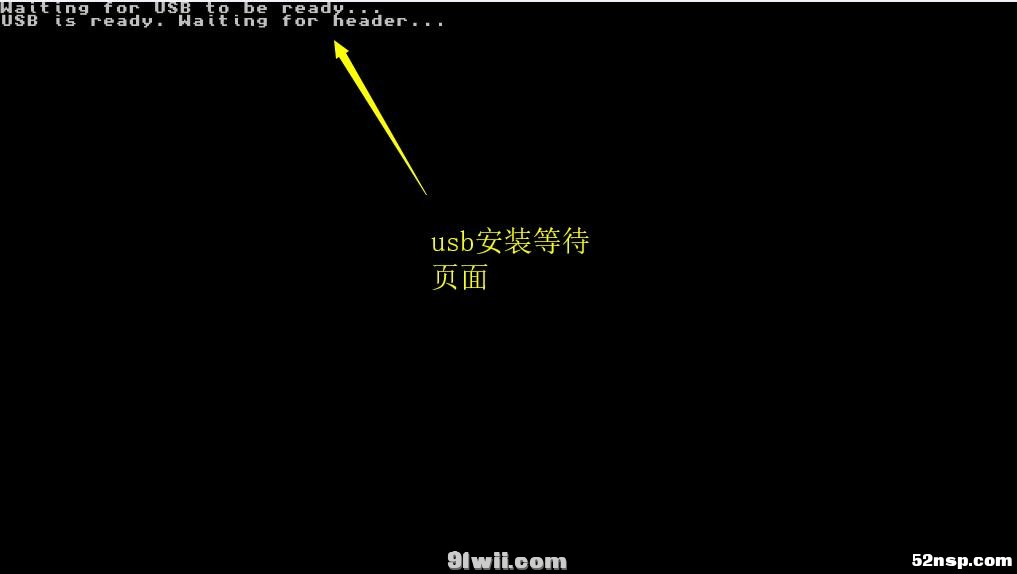 Waiting for USB to be ready...
USB is ready. Waiting for header...
usb安装等待
页面
91wii.com
52nsp.com